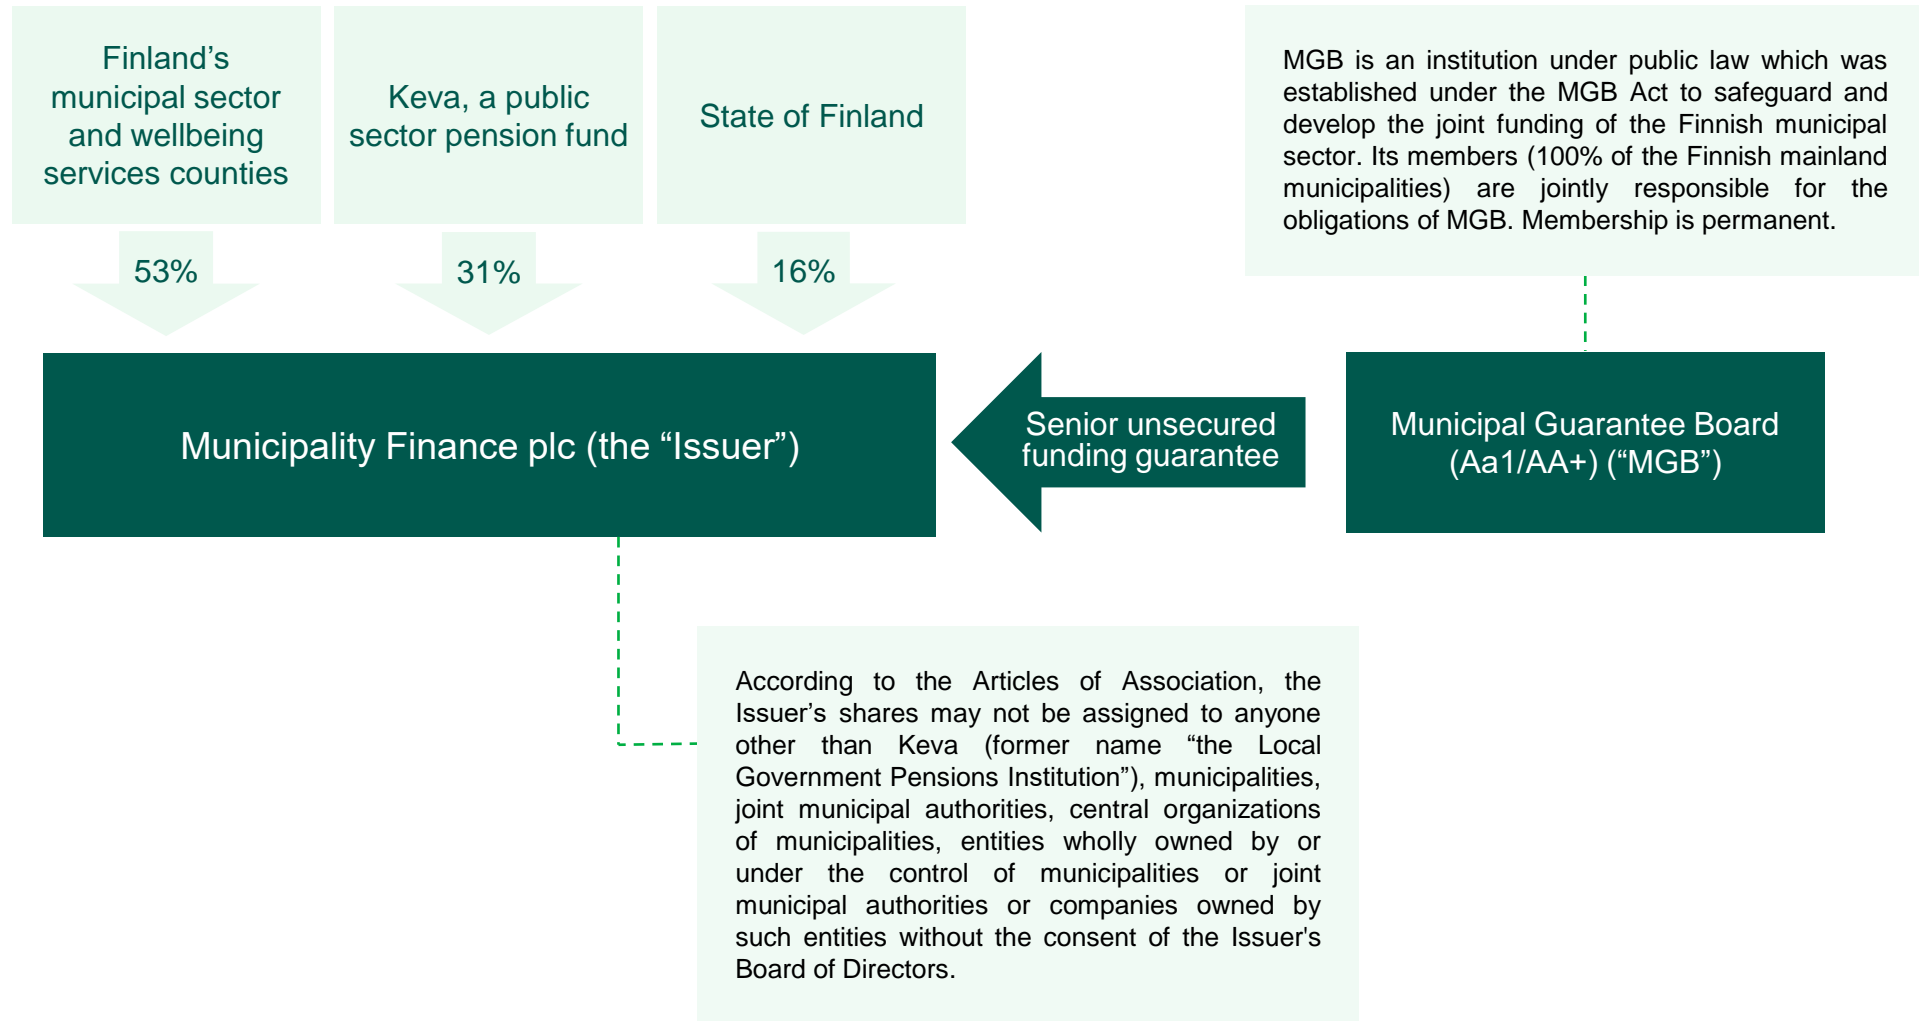 Finland’s
municipal sector
and wellbeing
services counties
Keva, a public
sector pension fund
State of Finland
53%
31%
16%
MGB is an institution under public law which was
established under the MGB Act to safeguard and
develop the joint funding of the Finnish municipal
sector. Its members (100% of the Finnish mainland
municipalities) are jointly responsible for the
obligations of MGB. Membership is permanent.
Municipality Finance plc (the “Issuer”)
Senior unsecured
funding guarantee
Municipal Guarantee Board
(Aa1/AA+) (“MGB”)
According to the Articles of Association, the
Issuer’s shares may not be assigned to anyone
other than Keva (former name “the Local
Government Pensions Institution”), municipalities,
joint municipal authorities, central organizations
of municipalities, entities wholly owned by or
under the control of municipalities or joint
municipal authorities or companies owned by
such entities without the consent of the Issuer's
Board of Directors.